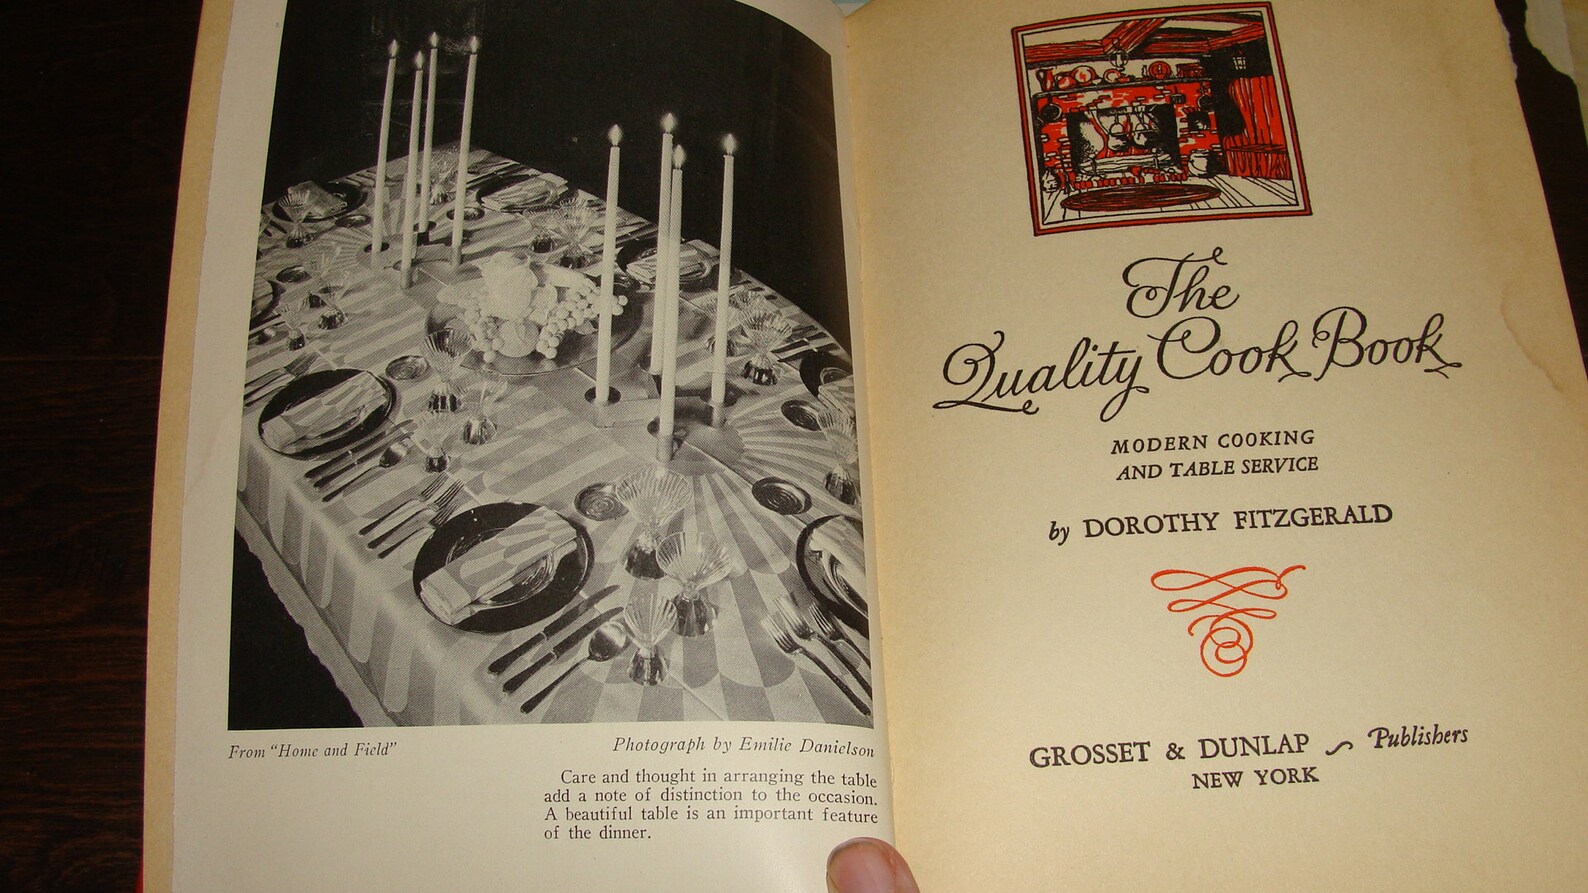 From "Home and Field"
Photograph by Emilie Danielson
Care and thought in arranging the table
add a note of distinction to the occasion.
A beautiful table is an important feature
of the dinner.
The
Quality Cook Book
MODERN COOKING
AND TABLE SERVICE
by DOROTHY FITZGERALD
GROSSET & DUNLAP ~ Publishers
NEW YORK